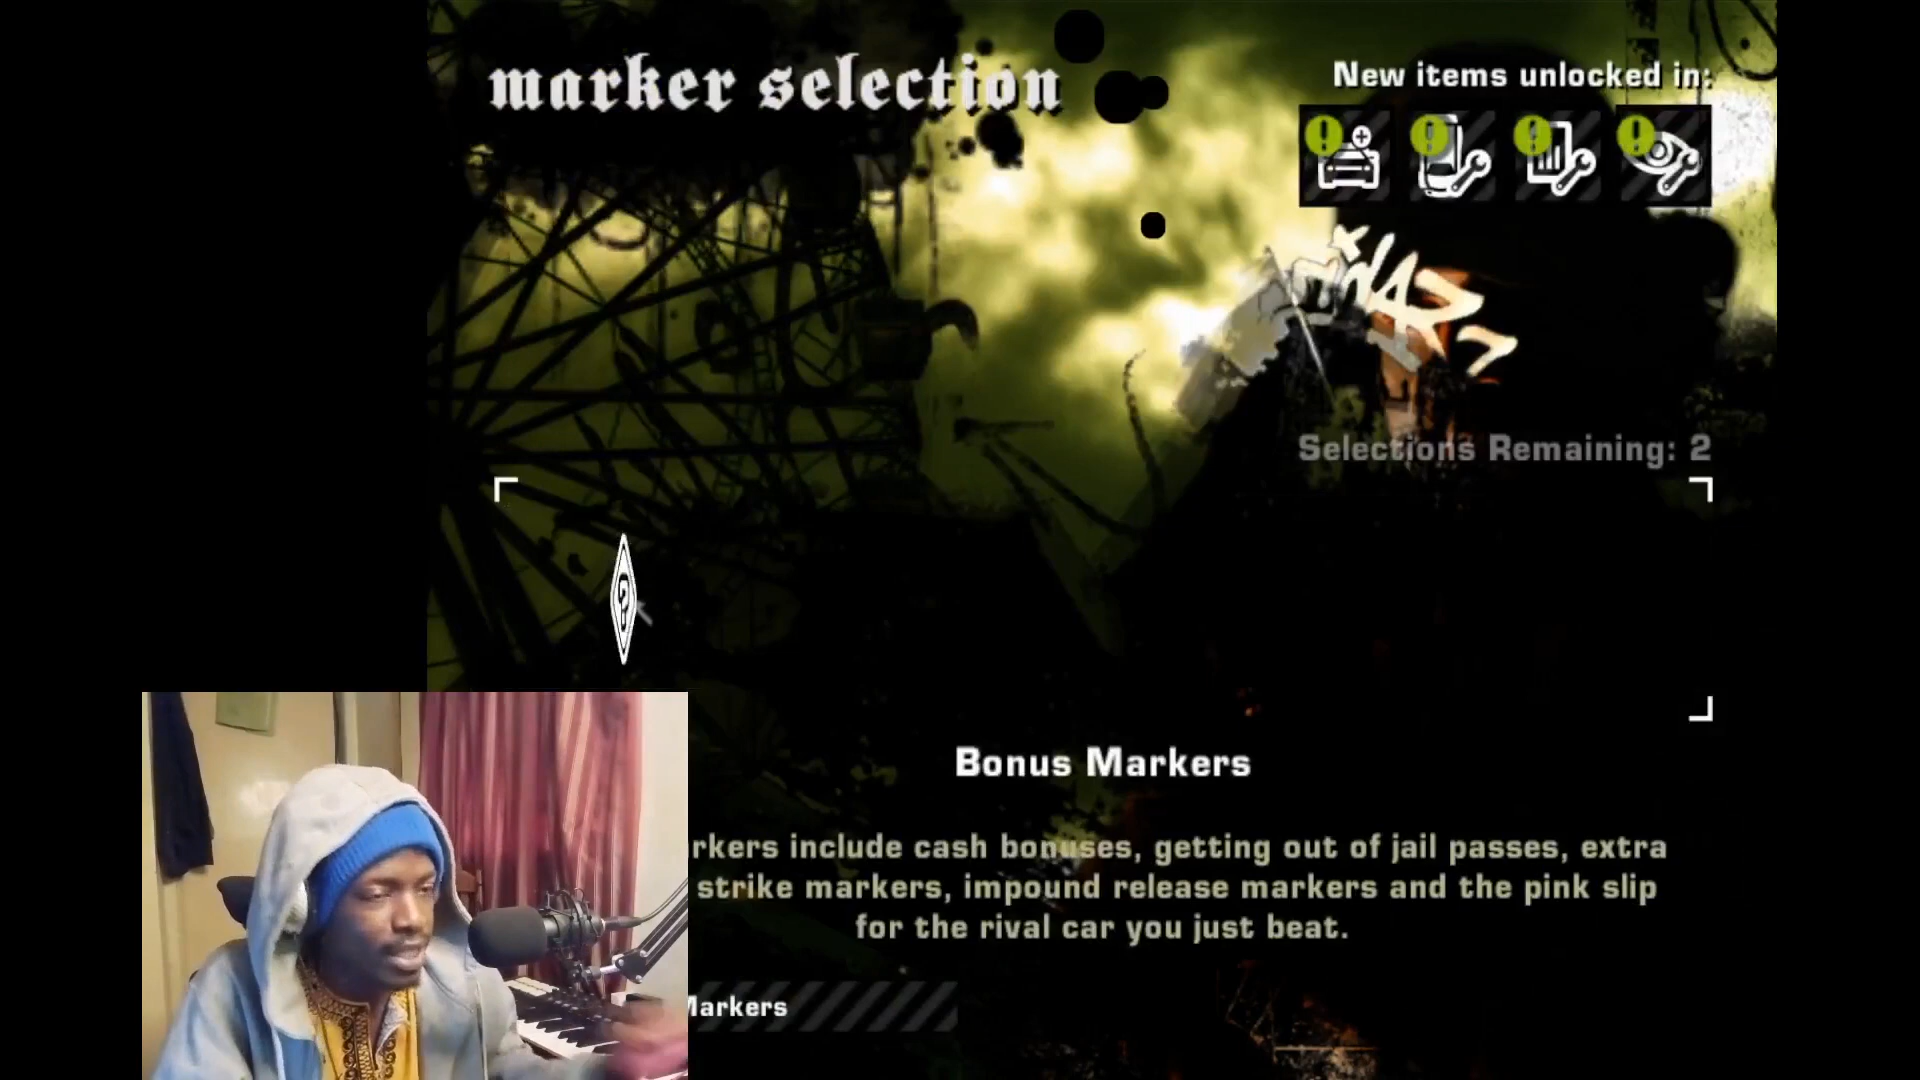 marker selection
New items unlocked in:
Selections Remaining: 2
?
Bonus Markers
rkers include cash bonuses, getting out of jail passes, extra
strike markers, impound release markers and the pink slip
for the rival car you just beat.
Markers